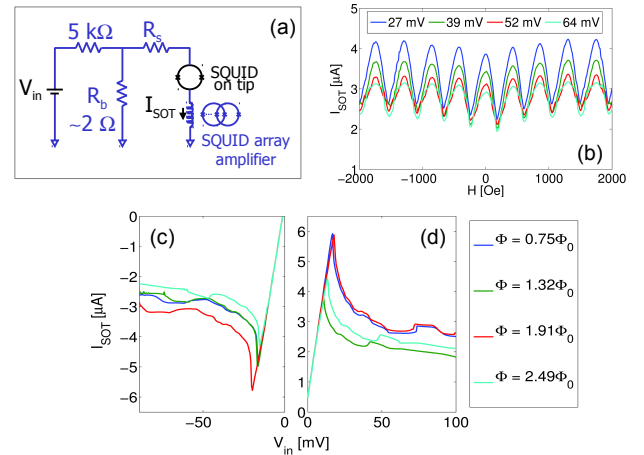 (a)
5 kΩ
R_s
V_in
R_b
~2 Ω
I_SOT
SQUID
on tip
SQUID array
amplifier
27 mV 39 mV 52 mV 64 mV
I_SOT [μA]
5
4
3
2
1
(b)
-2000 -1000 0 1000 2000
H [Oe]
(c)
I_SOT [μA]
0
−1
−2
−3
−4
−5
−6
−50 0
(d)
6
5
4
3
2
1
0
0 50 100
V_in [mV]
Φ = 0.75Φ_0
Φ = 1.32Φ_0
Φ = 1.91Φ_0
Φ = 2.49Φ_0